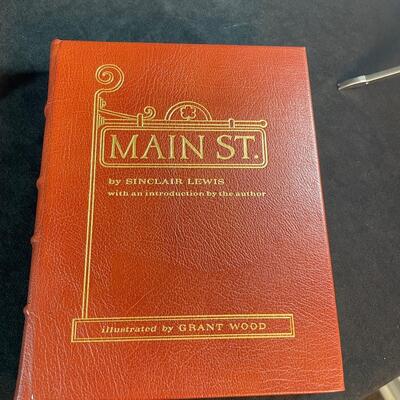 MAIN ST.
by SINCLAIR LEWIS
with an introduction by the author
illustrated by GRANT WOOD